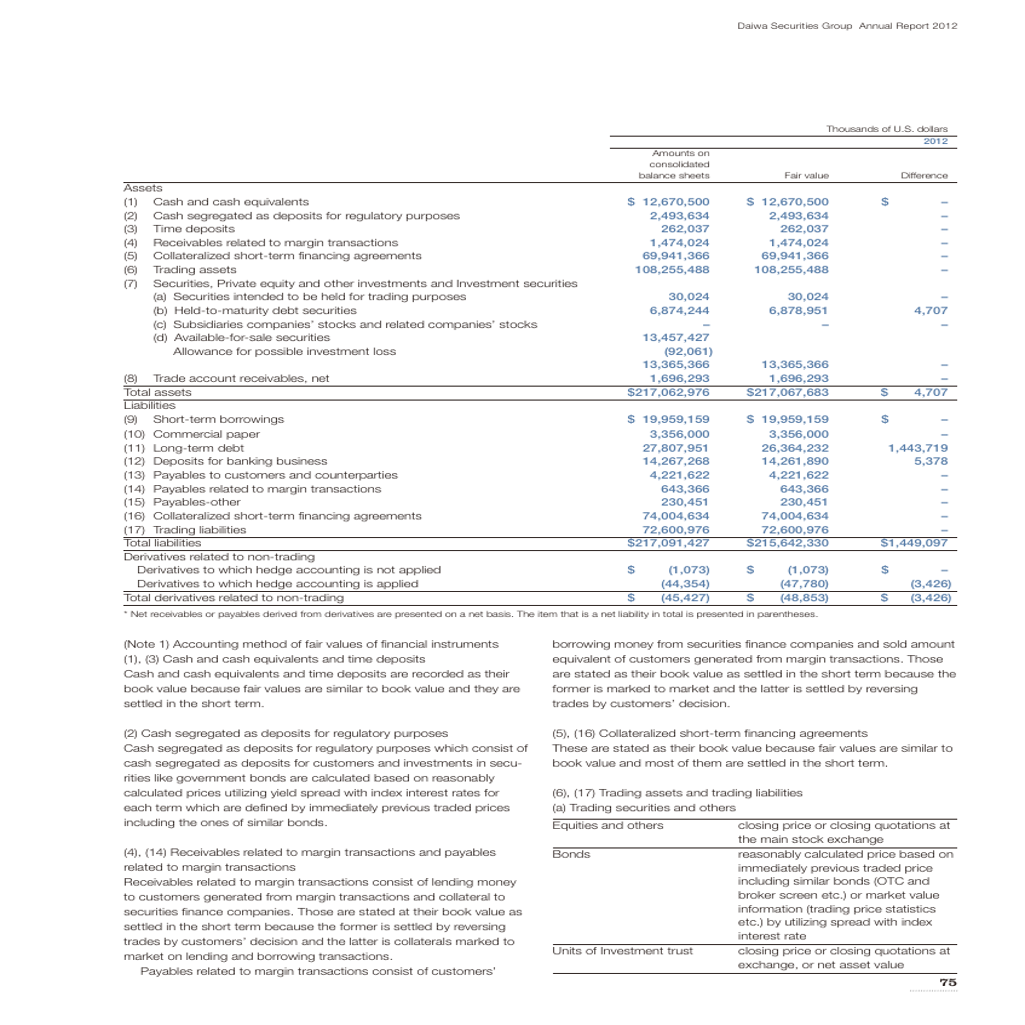 Daiwa Securities Group Annual Report 2012
Thousands of U.S. dollars
2012
Amounts on
consolidated
balance sheets Fair value Difference
Assets
(1) Cash and cash equivalents $ 12,670,500 $ 12,670,500 $ –
(2) Cash segregated as deposits for regulatory purposes 2,493,634 2,493,634 –
(3) Time deposits 262,037 262,037 –
(4) Receivables related to margin transactions 1,474,024 1,474,024 –
(5) Collateralized short-term financing agreements 69,941,366 69,941,366 –
(6) Trading assets 108,255,488 108,255,488 –
(7) Securities, Private equity and other investments and Investment securities
(a) Securities intended to be held for trading purposes 30,024 30,024 –
(b) Held-to-maturity debt securities 6,874,244 6,878,951 4,707
(c) Subsidiaries companies' stocks and related companies' stocks – – –
(d) Available-for-sale securities 13,457,427
Allowance for possible investment loss (92,061)
13,365,366 13,365,366 –
(8) Trade account receivables, net 1,696,293 1,696,293 –
Total assets $217,062,976 $217,067,683 $ 4,707
Liabilities
(9) Short-term borrowings $ 19,959,159 $ 19,959,159 $ –
(10) Commercial paper 3,356,000 3,356,000 –
(11) Long-term debt 27,807,951 26,364,232 1,443,719
(12) Deposits for banking business 14,267,268 14,261,890 5,378
(13) Payables to customers and counterparties 4,221,622 4,221,622 –
(14) Payables related to margin transactions 643,366 643,366 –
(15) Payables-other 230,451 230,451 –
(16) Collateralized short-term financing agreements 74,004,634 74,004,634 –
(17) Trading liabilities 72,600,976 72,600,976 –
Total liabilities $217,091,427 $215,642,330 $1,449,097
Derivatives related to non-trading
Derivatives to which hedge accounting is not applied $ (1,073) $ (1,073) $ –
Derivatives to which hedge accounting is applied (44,354) (47,780) (3,426)
Total derivatives related to non-trading $ (45,427) $ (48,853) $ (3,426)
* Net receivables or payables derived from derivatives are presented on a net basis. The item that is a net liability in total is presented in parentheses.
(Note 1) Accounting method of fair values of financial instruments
(1), (3) Cash and cash equivalents and time deposits
Cash and cash equivalents and time deposits are recorded as their
book value because fair values are similar to book value and they are
settled in the short term.
(2) Cash segregated as deposits for regulatory purposes
Cash segregated as deposits for regulatory purposes which consist of
cash segregated as deposits for customers and investments in secu-
rities like government bonds are calculated based on reasonably
calculated prices utilizing yield spread with index interest rates for
each term which are defined by immediately previous traded prices
including the ones of similar bonds.
(4), (14) Receivables related to margin transactions and payables
related to margin transactions
Receivables related to margin transactions consist of lending money
to customers generated from margin transactions and collateral to
securities finance companies. Those are stated at their book value as
settled in the short term because the former is settled by reversing
trades by customers' decision and the latter is collaterals marked to
market on lending and borrowing transactions.
Payables related to margin transactions consist of customers'
borrowing money from securities finance companies and sold amount
equivalent of customers generated from margin transactions. Those
are stated as their book value as settled in the short term because the
former is marked to market and the latter is settled by reversing
trades by customers' decision.
(5), (16) Collateralized short-term financing agreements
These are stated as their book value because fair values are similar to
book value and most of them are settled in the short term.
(6), (17) Trading assets and trading liabilities
(a) Trading securities and others
Equities and others closing price or closing quotations at
the main stock exchange
Bonds reasonably calculated price based on
immediately previous traded price
including similar bonds (OTC and
broker screen etc.) or market value
information (trading price statistics
etc.) by utilizing spread with index
interest rate
Units of Investment trust closing price or closing quotations at
exchange, or net asset value
75